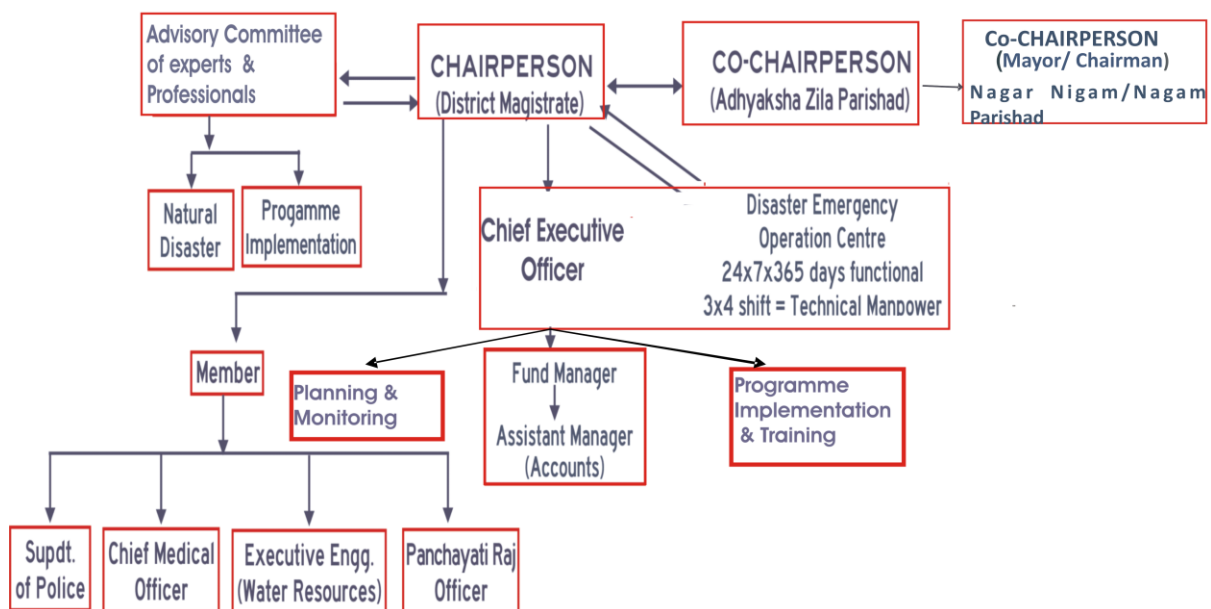 Advisory Committee
of experts &
Professionals
CHAIRPERSON
(District Magistrate)
CO-CHAIRPERSON
(Adhyaksha Zila Parishad)
Co-CHAIRPERSON
(Mayor/ Chairman)
Nagar Nigam/Nagam
Parishad
Natural
Disaster
Progamme
Implementation
Chief Executive
Officer
Disaster Emergency
Operation Centre
24x7x365 days functional
3x4 shift = Technical Manpower
Member
Planning &
Monitoring
Fund Manager
Assistant Manager
(Accounts)
Programme
Implementation
& Training
Supdt.
of Police
Chief Medical
Officer
Executive Engg.
(Water Resources)
Panchayati Raj
Officer